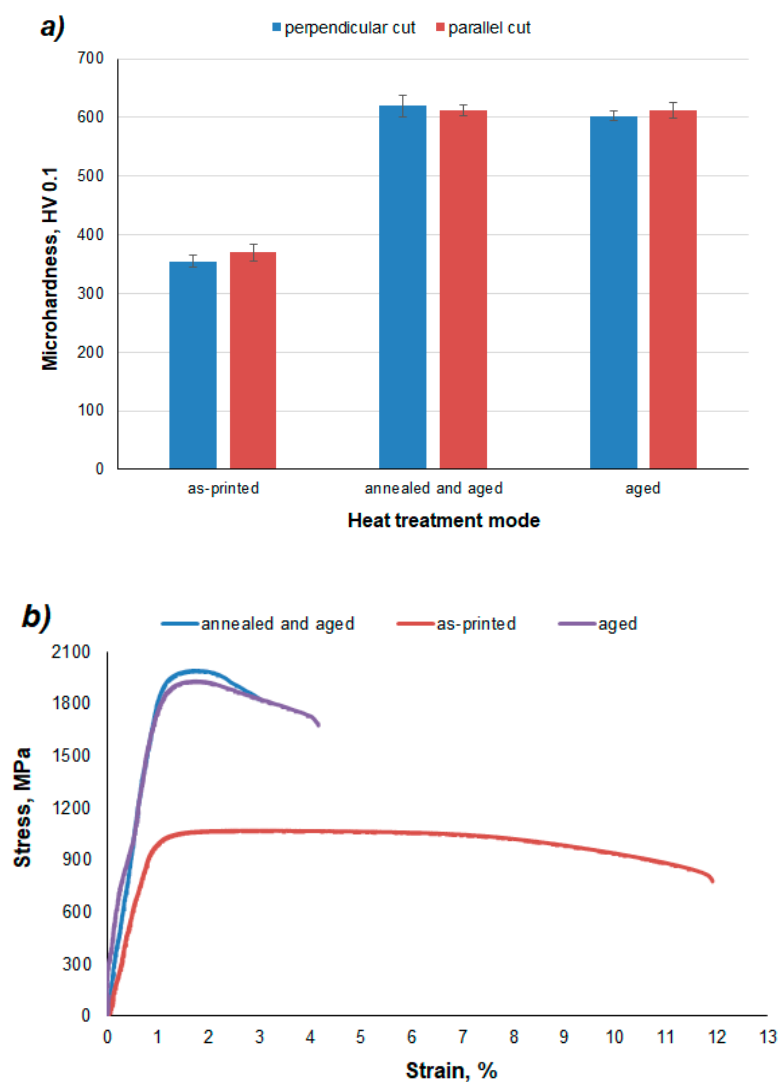 a)
perpendicular cut parallel cut
700
600
500
400
300
200
100
0
Microhardness, HV 0.1
as-printed annealed and aged aged
Heat treatment mode
b)
annealed and aged as-printed aged
2100
1800
1500
1200
900
600
300
0
Stress, MPa
0 1 2 3 4 5 6 7 8 9 10 11 12 13
Strain, %